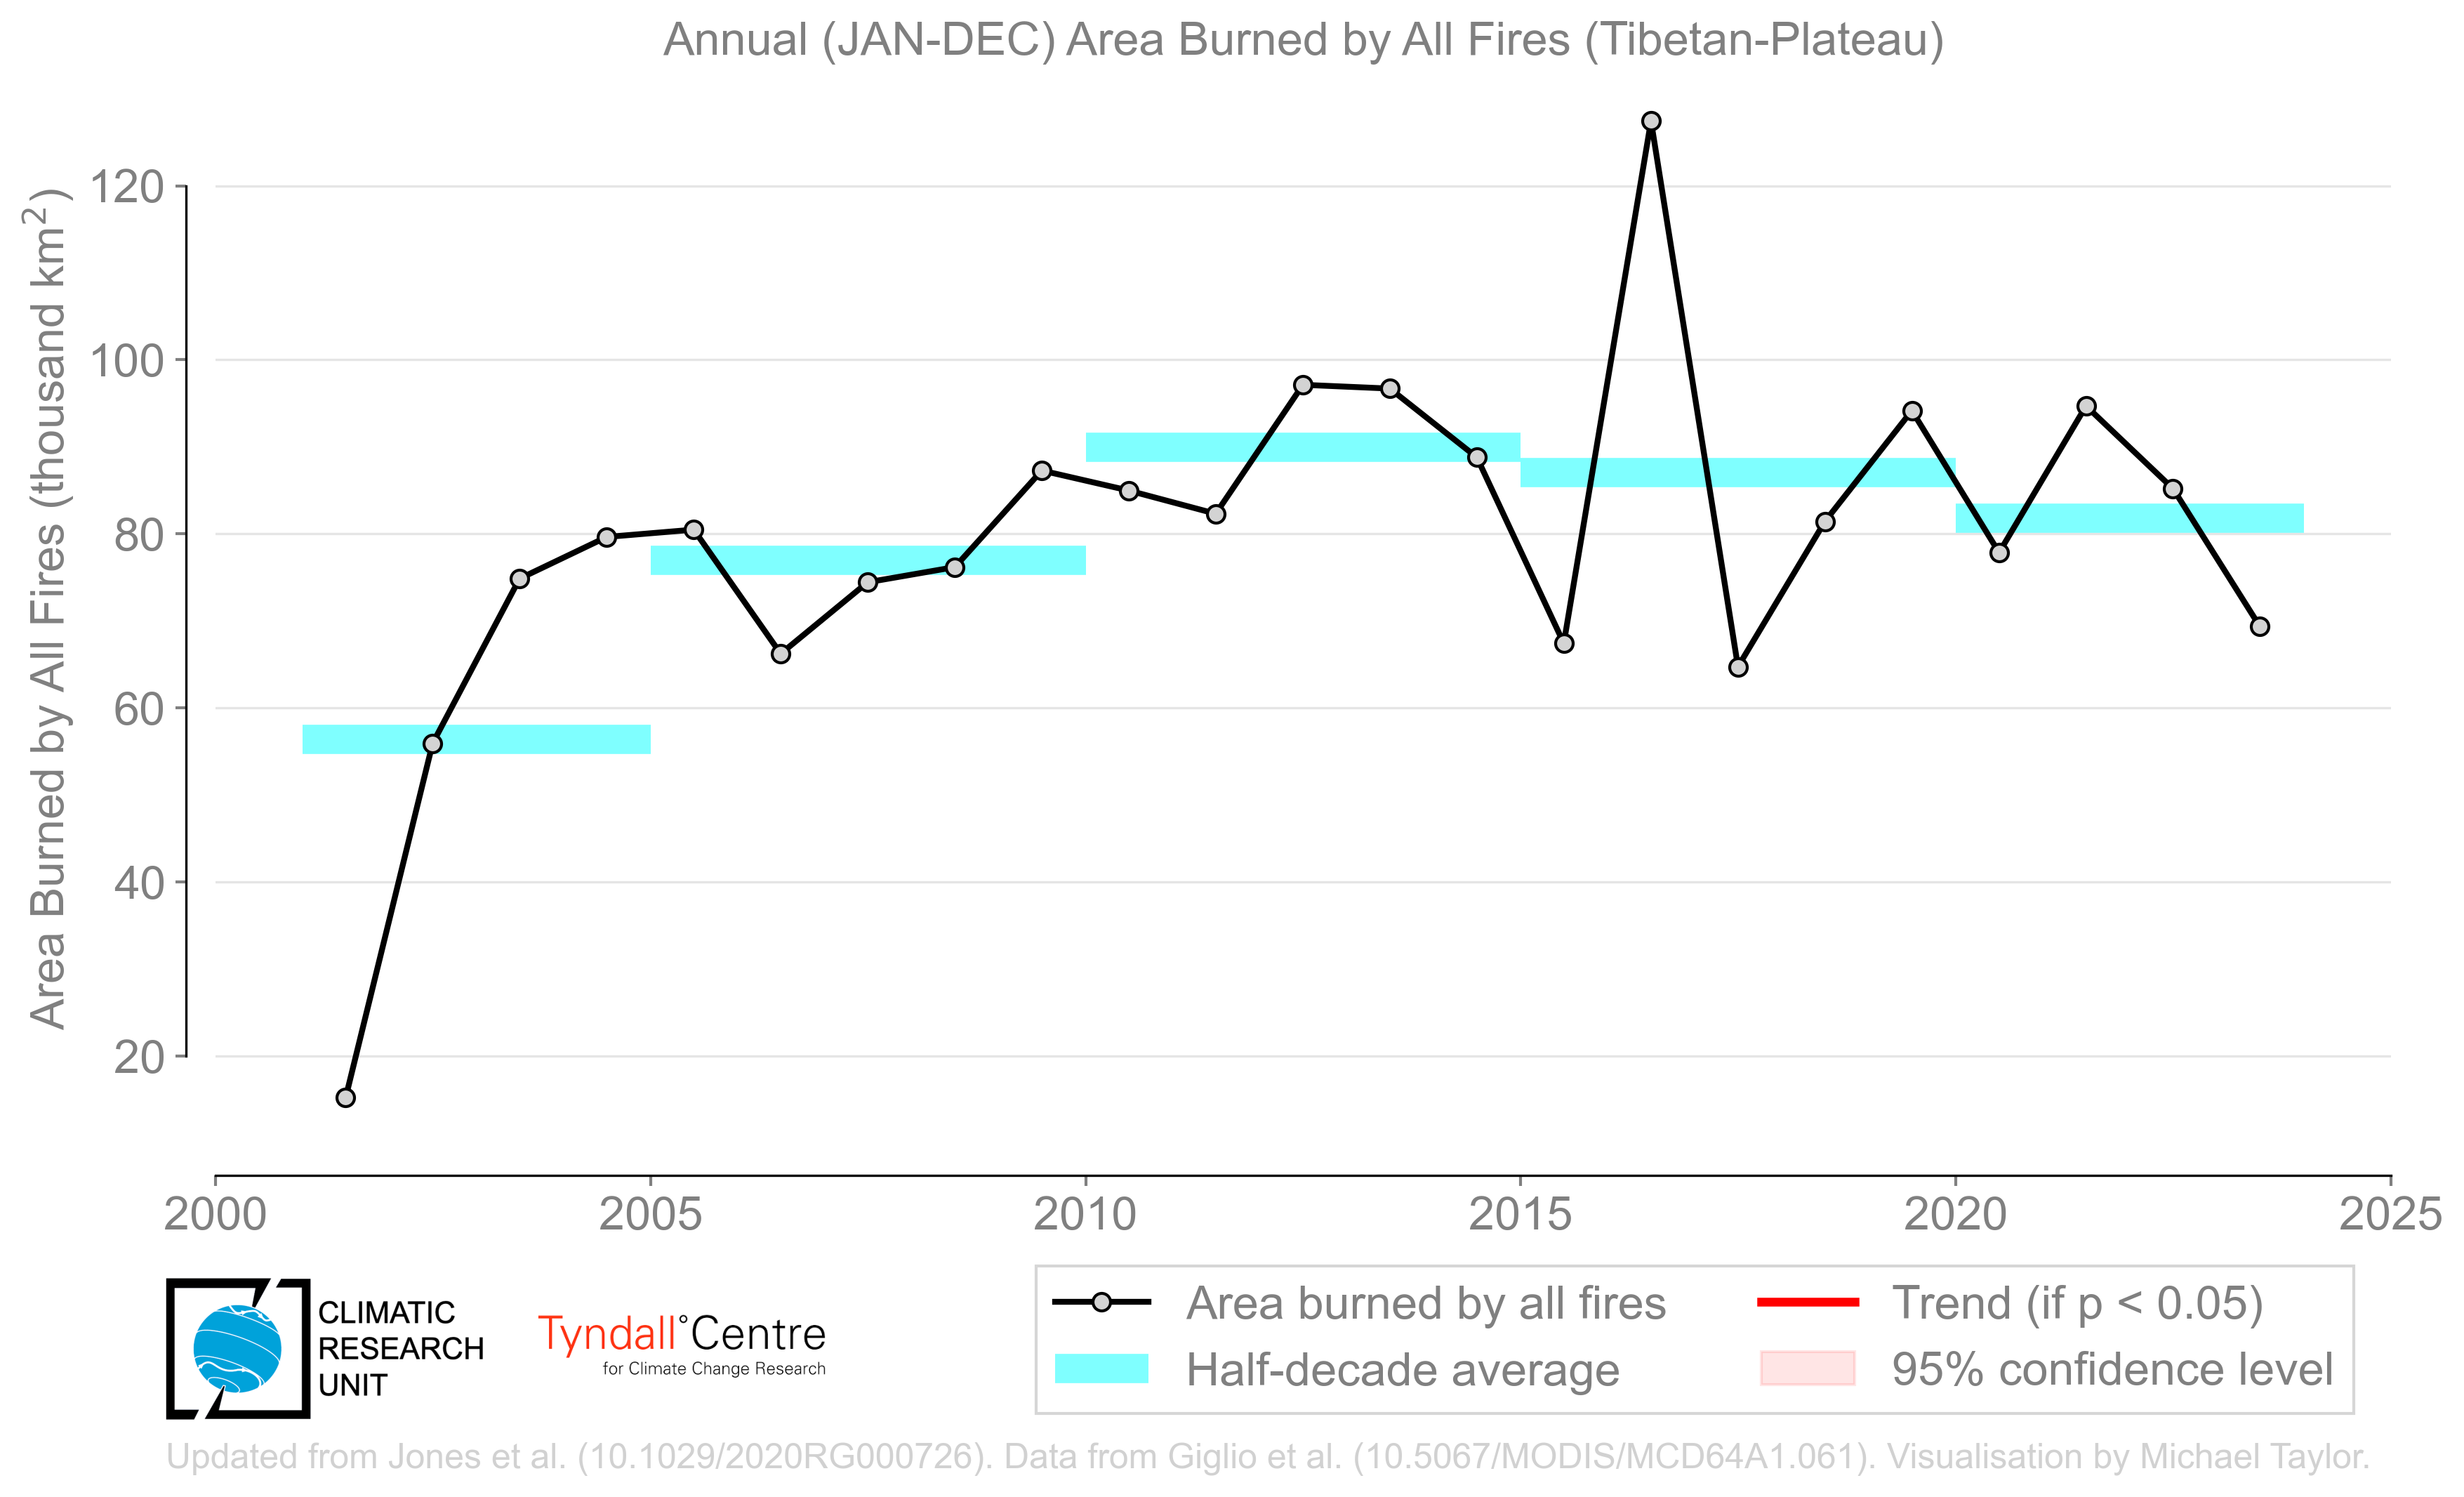 Annual (JAN-DEC) Area Burned by All Fires (Tibetan-Plateau)
Area Burned by All Fires (thousand km²)
120
100
80
60
40
20
2000 2005 2010 2015 2020 2025
CLIMATIC
RESEARCH
UNIT
Tyndall°Centre
for Climate Change Research
Area burned by all fires
Half-decade average
Trend (if p < 0.05)
95% confidence level
Updated from Jones et al. (10.1029/2020RG000726). Data from Giglio et al. (10.5067/MODIS/MCD64A1.061). Visualisation by Michael Taylor.